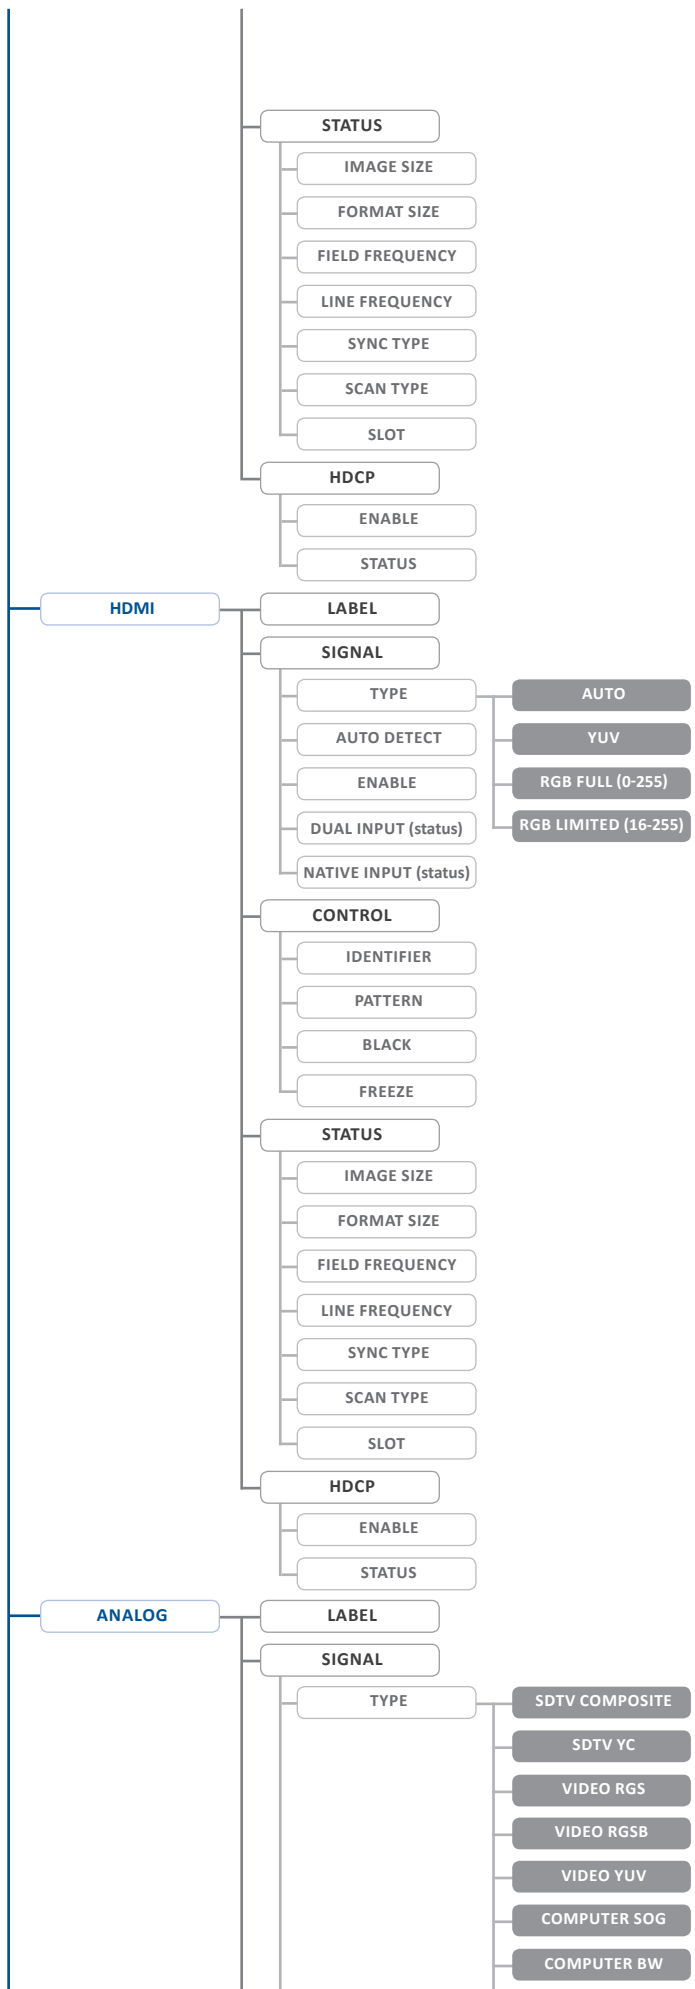 STATUS
IMAGE SIZE
FORMAT SIZE
FIELD FREQUENCY
LINE FREQUENCY
SYNC TYPE
SCAN TYPE
SLOT
HDCP
ENABLE
STATUS
HDMI
LABEL
SIGNAL
TYPE
AUTO
AUTO DETECT
YUV
ENABLE
RGB FULL (0-255)
DUAL INPUT (status)
RGB LIMITED (16-255)
NATIVE INPUT (status)
CONTROL
IDENTIFIER
PATTERN
BLACK
FREEZE
STATUS
IMAGE SIZE
FORMAT SIZE
FIELD FREQUENCY
LINE FREQUENCY
SYNC TYPE
SCAN TYPE
SLOT
HDCP
ENABLE
STATUS
ANALOG
LABEL
SIGNAL
TYPE
SDTV COMPOSITE
SDTV YC
VIDEO RGS
VIDEO RGSB
VIDEO YUV
COMPUTER SOG
COMPUTER BW